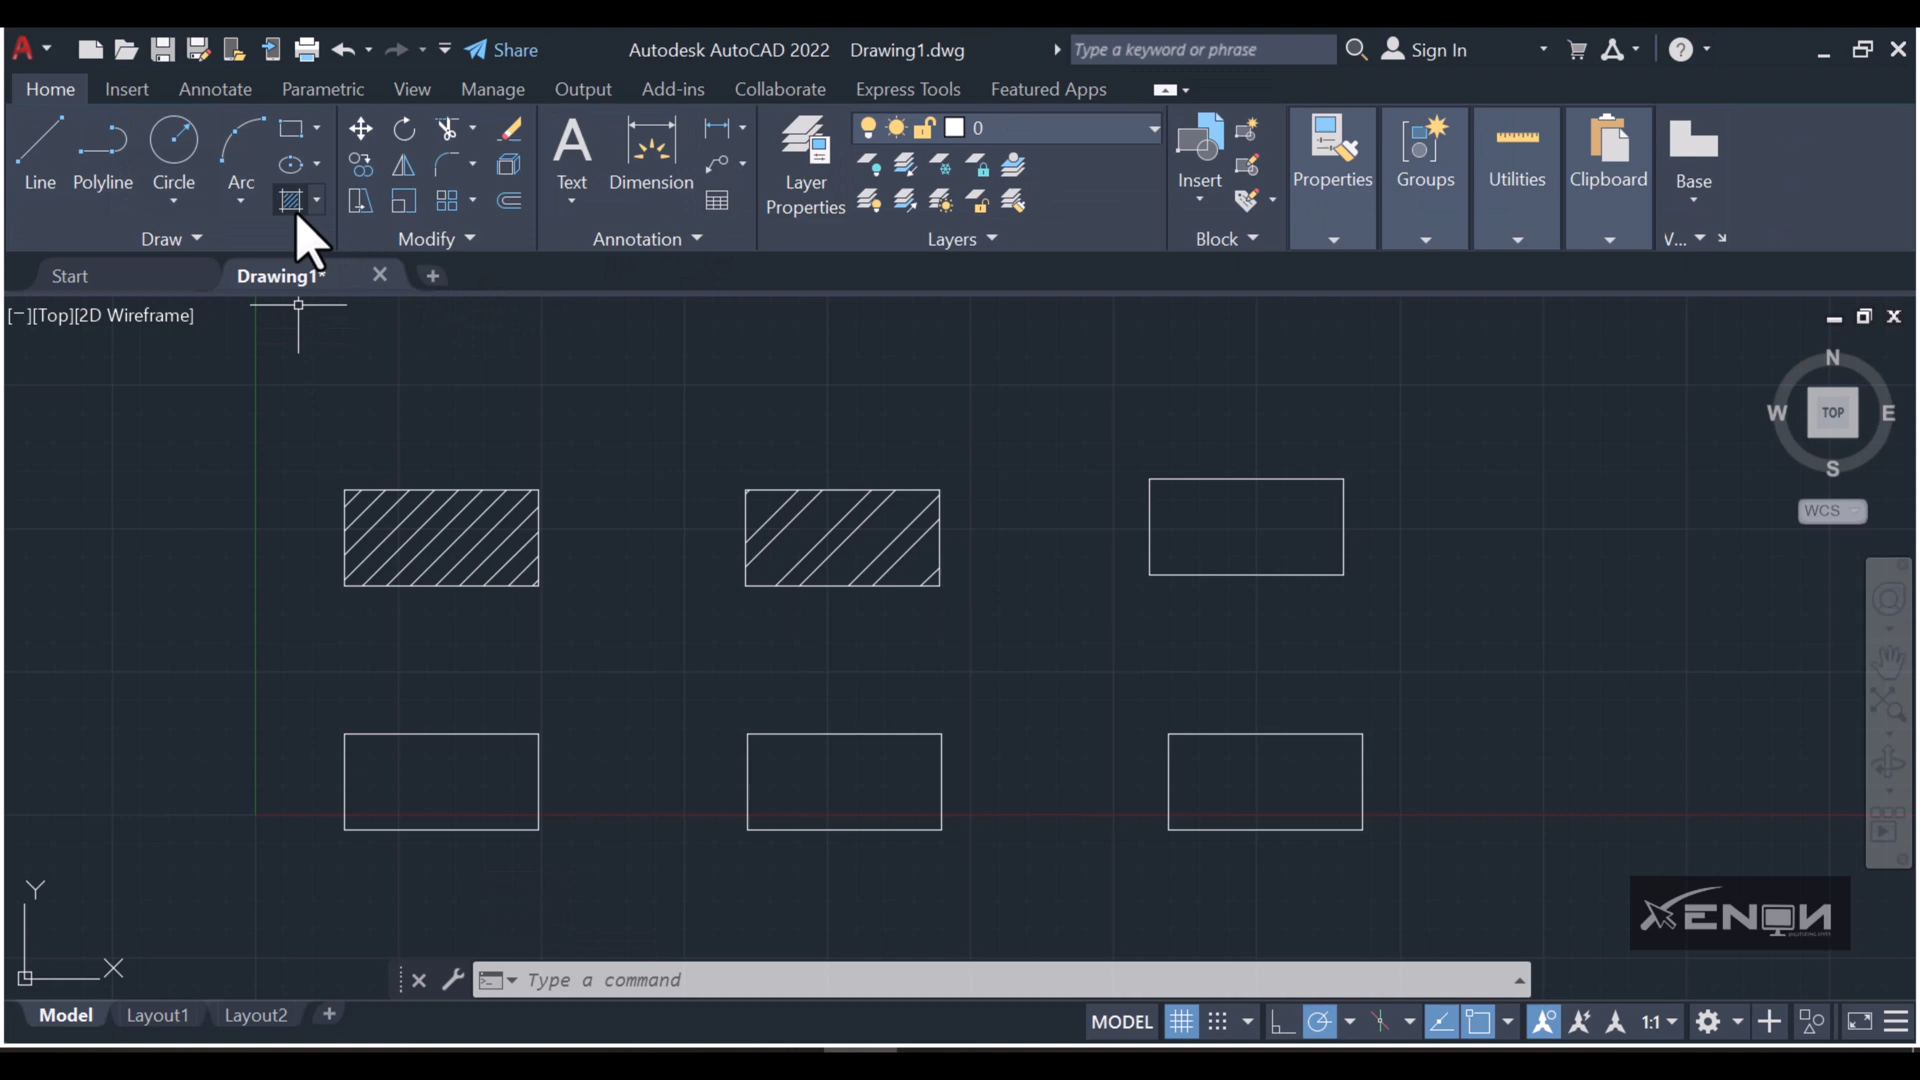 Share
Autodesk AutoCAD 2022 Drawing1.dwg
Type a keyword or phrase
Sign In
Home Insert Annotate Parametric View Manage Output Add-ins Collaborate Express Tools Featured Apps
0
Line Polyline Circle Arc
Text Dimension
Layer Properties
Insert
Properties Groups Utilities Clipboard Base
Draw Modify Annotation Layers Block V...
Start Drawing1*
[−][Top][2D Wireframe]
N
W TOP E
S
WCS
XENON
Y
X
Type a command
Model Layout1 Layout2
MODEL 1:1